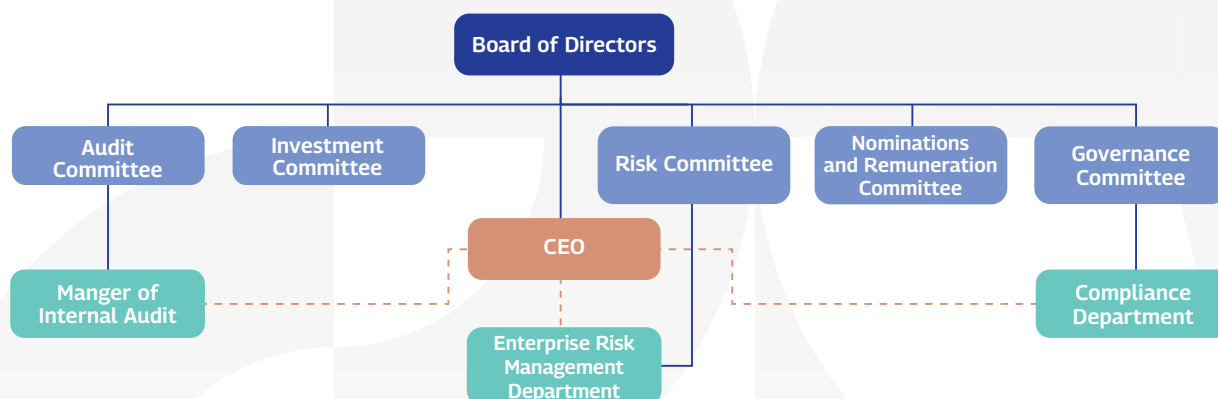 Board of Directors
Audit
Committee
Investment
Committee
Risk Committee
Nominations
and Remuneration
Committee
Governance
Committee
CEO
Manger of
Internal Audit
Enterprise Risk
Management
Department
Compliance
Department